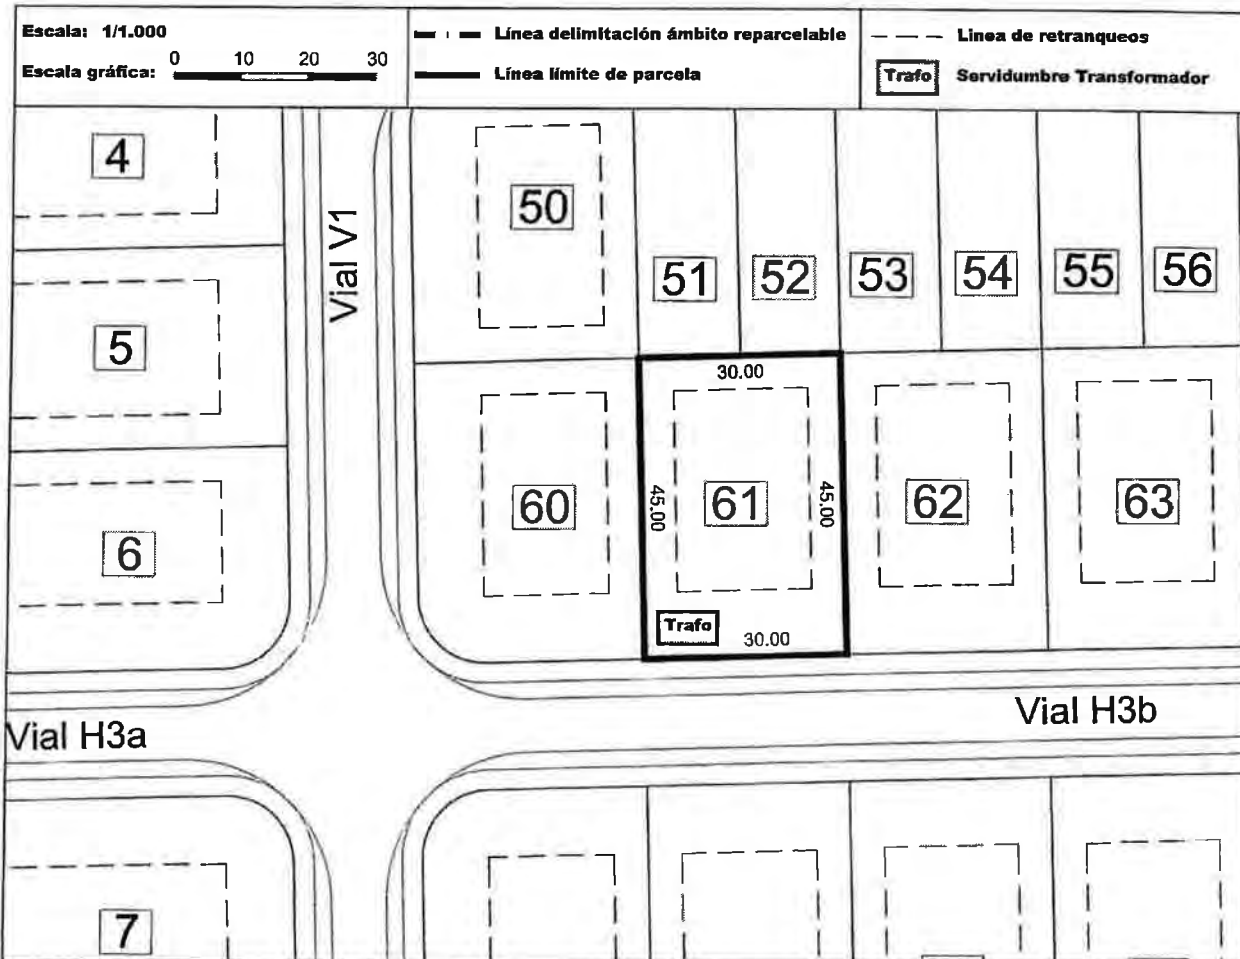 Escala: 1/1.000
Escala gráfica: 0 10 20 30
Línea delimitación ámbito reparcelable
Línea límite de parcela
Linea de retranqueos
Trafo Servidumbre Transformador
4
50
Vial V1
51 52 53 54 55 56
5
30.00
60
45.00
61
45.00
62
63
6
Trafo
30.00
Vial H3a
Vial H3b
7